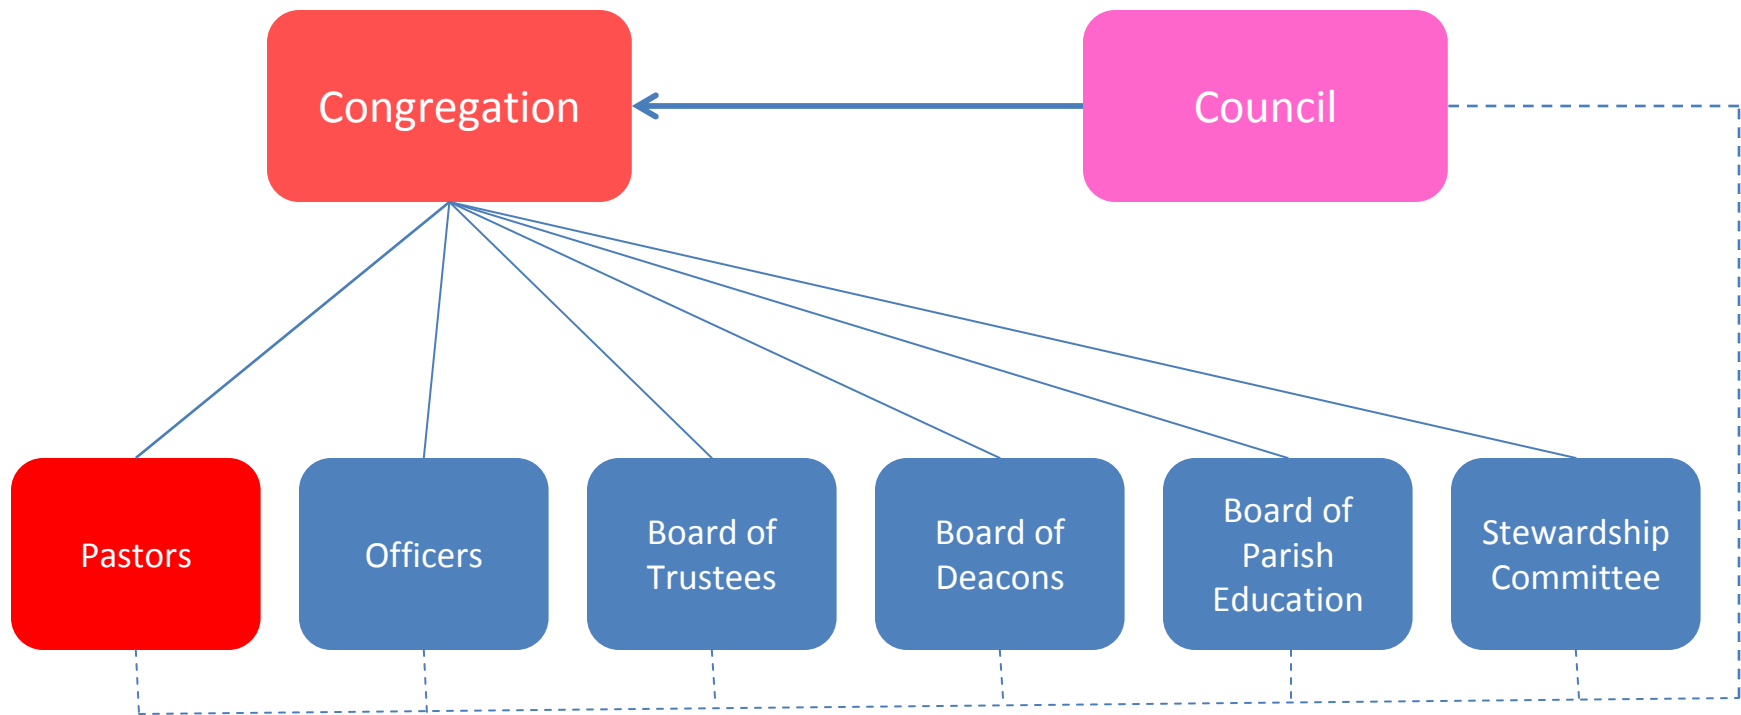 Congregation
Council
Pastors
Officers
Board of
Trustees
Board of
Deacons
Board of
Parish
Education
Stewardship
Committee